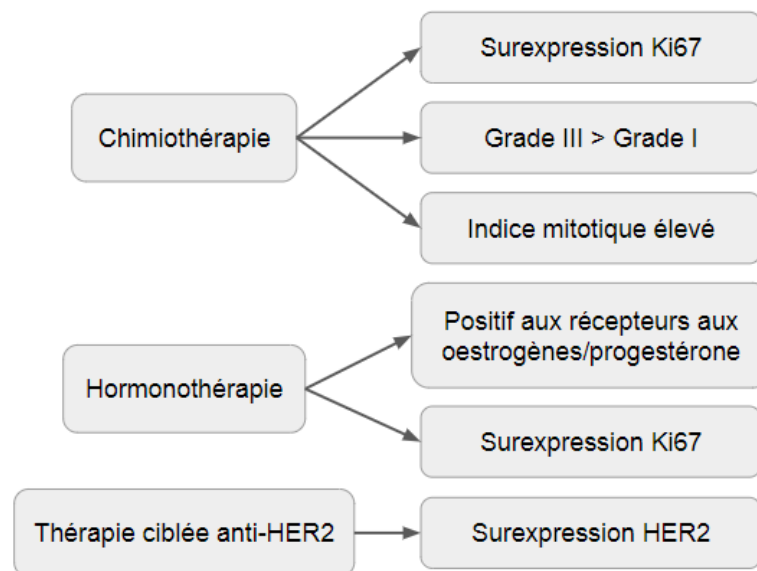 Chimiothérapie
Surexpression Ki67
Grade III > Grade I
Indice mitotique élevé
Hormonothérapie
Positif aux récepteurs aux
oestrogènes/progestérone
Surexpression Ki67
Thérapie ciblée anti-HER2
Surexpression HER2